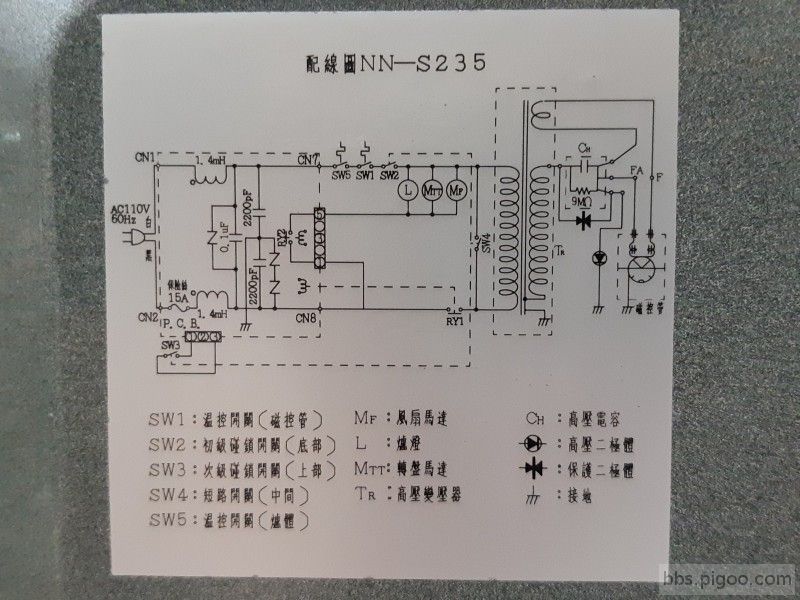 配線圖NN—S235
CN1
1.4mH
CN7
SW5 SW1 SW2
CH
9MΩ
FA
F
AC110V
60Hz
白
黑
0.1uF
2200pF
2200pF
RY2
L
MTT
MF
SW4
TR
磁控管
保險絲
15A
1.4mH
CN2
P.C.B.
CN8
RY1
SW3
① ② ③
SW1：溫控開關(磁控管)
SW2：初級碰鎖開關(底部)
SW3：次級碰鎖開關(上部)
SW4：短路開關(中間)
SW5：溫控開關(爐體)
MF：風扇馬達
L：爐燈
MTT：轉盤馬達
TR：高壓變壓器
CH：高壓電容
：高壓二極體
：保護二極體
：接地
bbs.pigoo.com